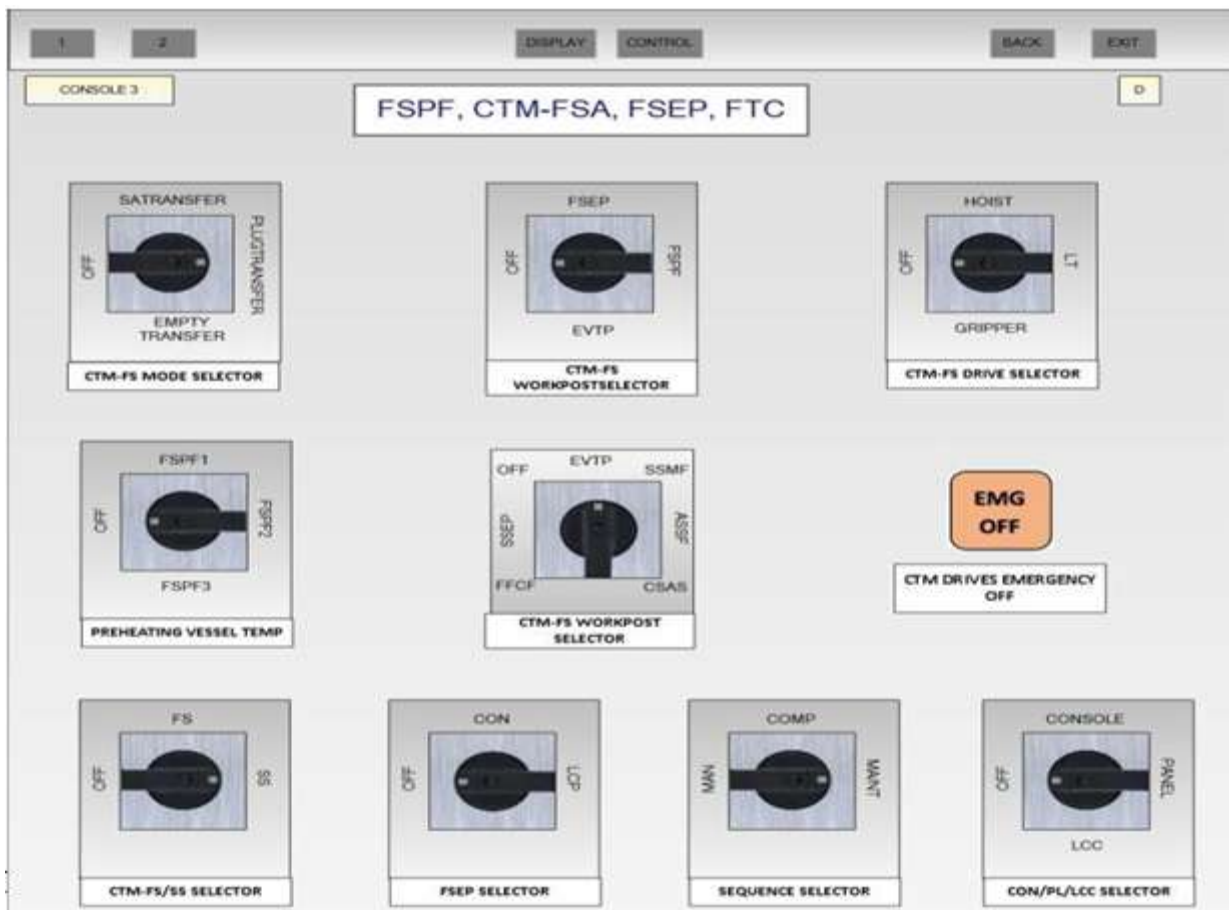 1
2
DISPLAY
CONTROL
BACK
EXIT
CONSOLE 3
D
FSPF, CTM-FSA, FSEP, FTC
SATRANSFER
OFF
PLUGTRANSFER
EMPTY
TRANSFER
CTM-FS MODE SELECTOR
FSEP
OFF
FSPF
EVTP
CTM-FS
WORKPOSTSELECTOR
HOIST
OFF
LT
GRIPPER
CTM-FS DRIVE SELECTOR
FSPF1
OFF
FSPP2
FSPF3
PREHEATING VESSEL TEMP
OFF
EVTP
SSMF
SSEP
ASSF
FFCF
CSAS
CTM-FS WORKPOST
SELECTOR
EMG
OFF
CTM DRIVES EMERGENCY
OFF
FS
OFF
SS
CTM-FS/SS SELECTOR
CON
OFF
LCP
FSEP SELECTOR
COMP
MAINT
SEQUENCE SELECTOR
CONSOLE
OFF
PANEL
LCC
CON/PL/LCC SELECTOR